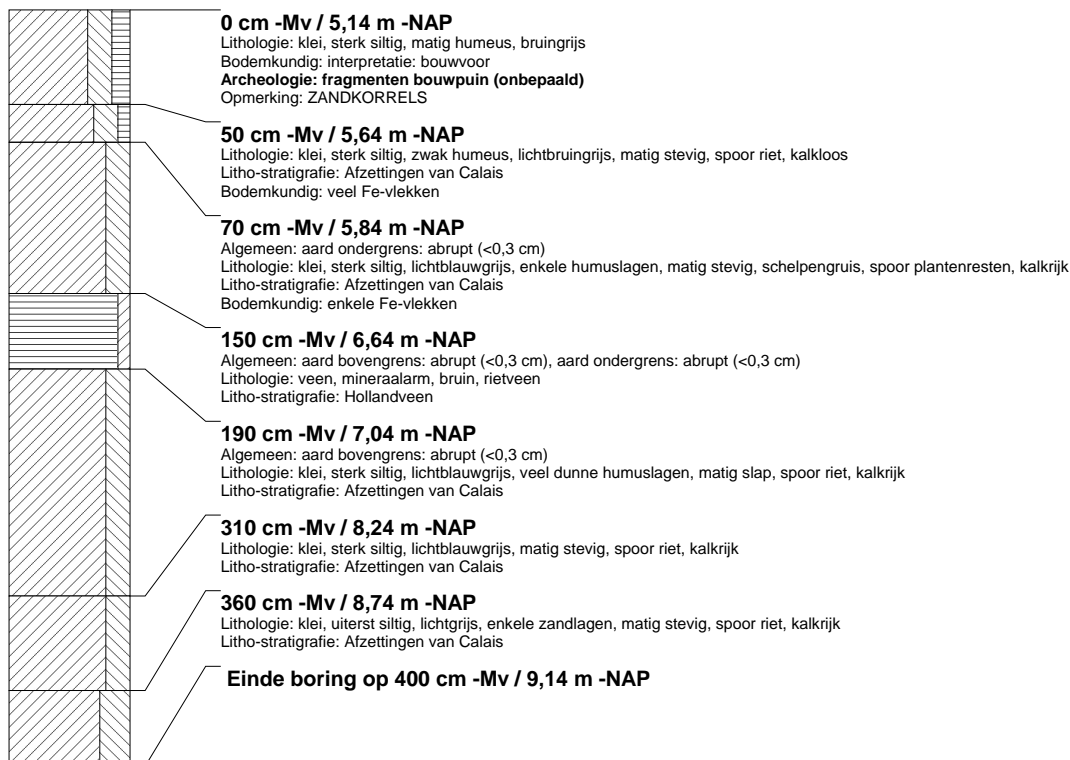 0 cm -Mv / 5,14 m -NAP
Lithologie: klei, sterk siltig, matig humeus, bruingrijs
Bodemkundig: interpretatie: bouwvoor
Archeologie: fragmenten bouwpuin (onbepaald)
Opmerking: ZANDKORRELS
50 cm -Mv / 5,64 m -NAP
Lithologie: klei, sterk siltig, zwak humeus, lichtbruingrijs, matig stevig, spoor riet, kalkloos
Litho-stratigrafie: Afzettingen van Calais
Bodemkundig: veel Fe-vlekken
70 cm -Mv / 5,84 m -NAP
Algemeen: aard ondergrens: abrupt (<0,3 cm)
Lithologie: klei, sterk siltig, lichtblauwgrijs, enkele humuslagen, matig stevig, schelpengruis, spoor plantenresten, kalkrijk
Litho-stratigrafie: Afzettingen van Calais
Bodemkundig: enkele Fe-vlekken
150 cm -Mv / 6,64 m -NAP
Algemeen: aard bovengrens: abrupt (<0,3 cm), aard ondergrens: abrupt (<0,3 cm)
Lithologie: veen, mineraalarm, bruin, rietveen
Litho-stratigrafie: Hollandveen
190 cm -Mv / 7,04 m -NAP
Algemeen: aard bovengrens: abrupt (<0,3 cm)
Lithologie: klei, sterk siltig, lichtblauwgrijs, veel dunne humuslagen, matig slap, spoor riet, kalkrijk
Litho-stratigrafie: Afzettingen van Calais
310 cm -Mv / 8,24 m -NAP
Lithologie: klei, sterk siltig, lichtblauwgrijs, matig stevig, spoor riet, kalkrijk
Litho-stratigrafie: Afzettingen van Calais
360 cm -Mv / 8,74 m -NAP
Lithologie: klei, uiterst siltig, lichtgrijs, enkele zandlagen, matig stevig, spoor riet, kalkrijk
Litho-stratigrafie: Afzettingen van Calais
Einde boring op 400 cm -Mv / 9,14 m -NAP